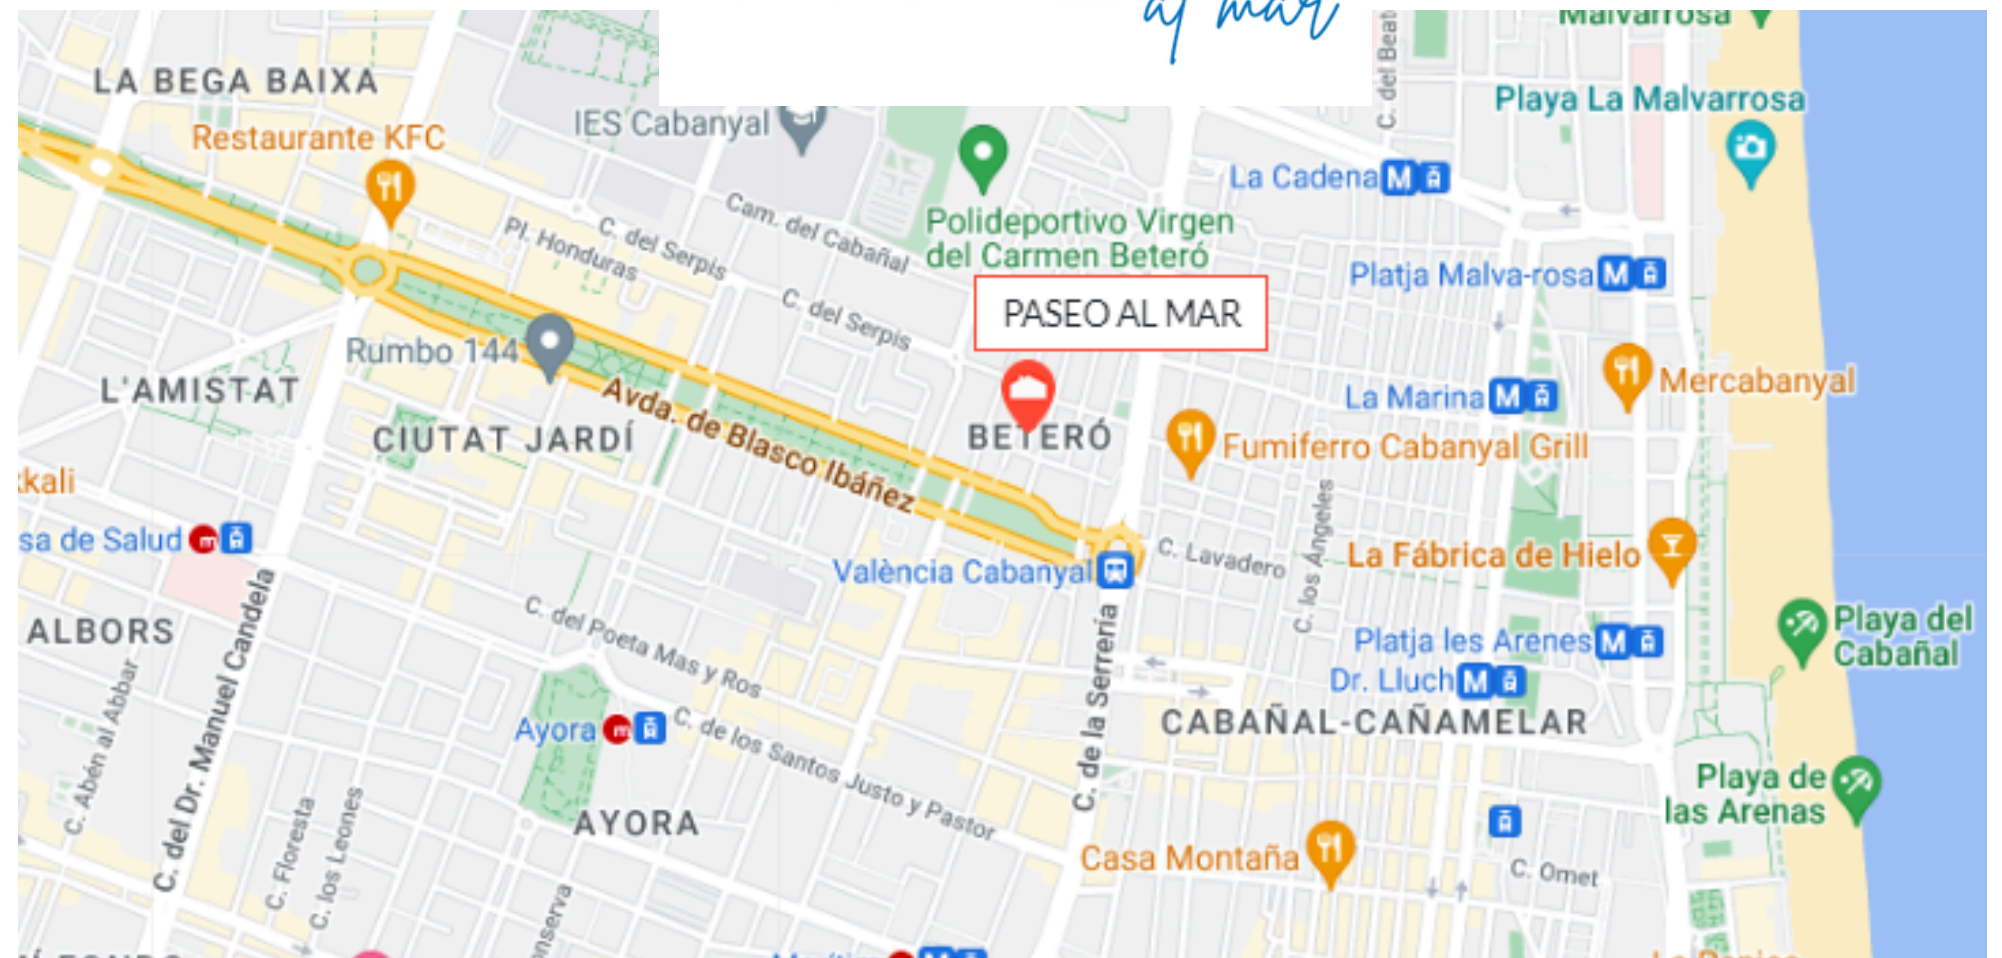 al mar
Malvarrosa
C. del Beat
LA BEGA BAIXA
Playa La Malvarrosa
IES Cabanyal
Restaurante KFC
La Cadena
Cam. del Cabañal
Polideportivo Virgen
del Carmen Beteró
Pl. Honduras
C. del Serpis
Platja Malva-rosa
C. del Serpis
PASEO AL MAR
Rumbo 144
L'AMISTAT
Mercabanyal
La Marina
Avda. de Blasco Ibáñez
CIUTAT JARDÍ
BETERÓ
Fumiferro Cabanyal Grill
kali
sa de Salud
C. Lavadero
C. los Ángeles
La Fábrica de Hielo
València Cabanyal
ALBORS
C. del Poeta Mas y Ros
Platja les Arenes
Playa del
Cabañal
Dr. Lluch
C. del Dr. Manuel Candela
C. Abén al Abbar
Ayora
C. de los Santos Justo y Pastor
C. de la Serrería
CABAÑAL-CAÑAMELAR
Playa de
las Arenas
AYORA
C. Floresta
C. los Leones
Casa Montaña
C. Omet
onserva